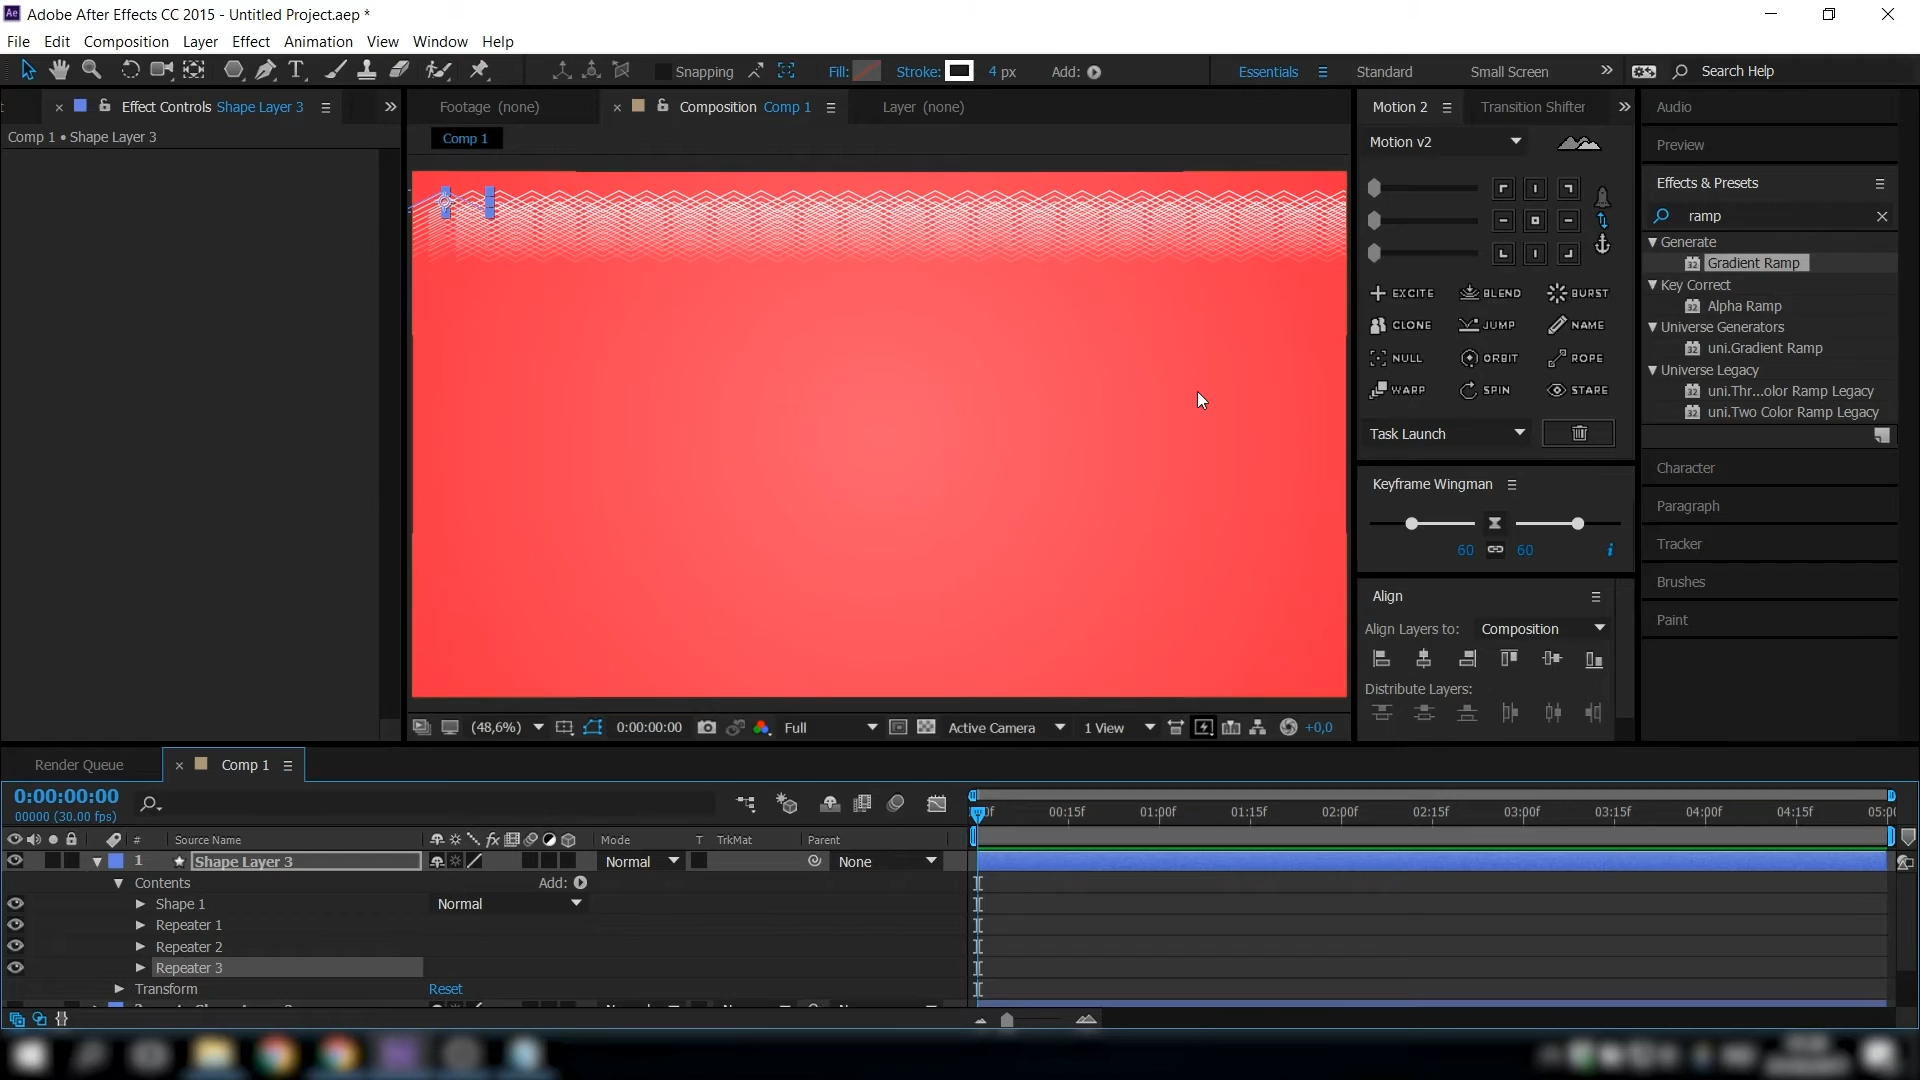 Ae Adobe After Effects CC 2015 - Untitled Project.aep *
File Edit Composition Layer Effect Animation View Window Help
Snapping Fill: Stroke: 4 px Add: Essentials Standard Small Screen Search Help
Effect Controls Shape Layer 3 Footage (none) Composition Comp 1 Layer (none) Motion 2 Transition Shifter Audio
Comp 1 • Shape Layer 3 Comp 1 Motion v2 Preview
Effects & Presets
ramp
Generate
32 Gradient Ramp
Key Correct
32 Alpha Ramp
Universe Generators
32 uni.Gradient Ramp
Universe Legacy
32 uni.Thr...olor Ramp Legacy
32 uni.Two Color Ramp Legacy
EXCITE BLEND BURST
CLONE JUMP NAME
NULL ORBIT ROPE
WARP SPIN STARE
Task Launch
Character
Keyframe Wingman
Paragraph
60 60 i
Tracker
Brushes
Align
Paint
Align Layers to: Composition
Distribute Layers:
(48,6%) 0:00:00:00 Full Active Camera 1 View +0,0
Render Queue Comp 1
0:00:00:00
00000 (30.00 fps)
00:15f 01:00f 01:15f 02:00f 02:15f 03:00f 03:15f 04:00f 04:15f
# Source Name fx Mode T TrkMat Parent
1 Shape Layer 3 Normal None
Contents Add:
Shape 1 Normal
Repeater 1
Repeater 2
Repeater 3
Transform Reset